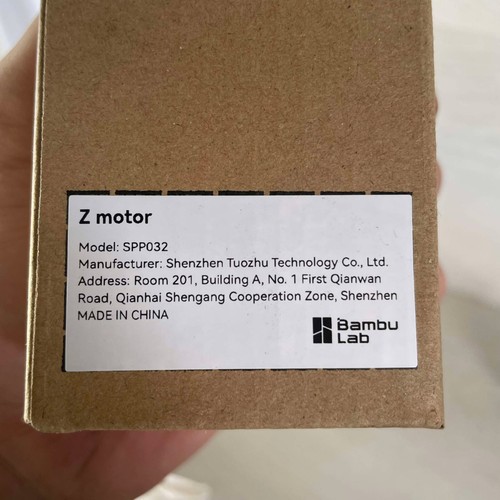 Z motor
Model: SPP032
Manufacturer: Shenzhen Tuozhu Technology Co., Ltd.
Address: Room 201, Building A, No. 1 First Qianwan
Road, Qianhai Shengang Cooperation Zone, Shenzhen
MADE IN CHINA
Bambu
Lab